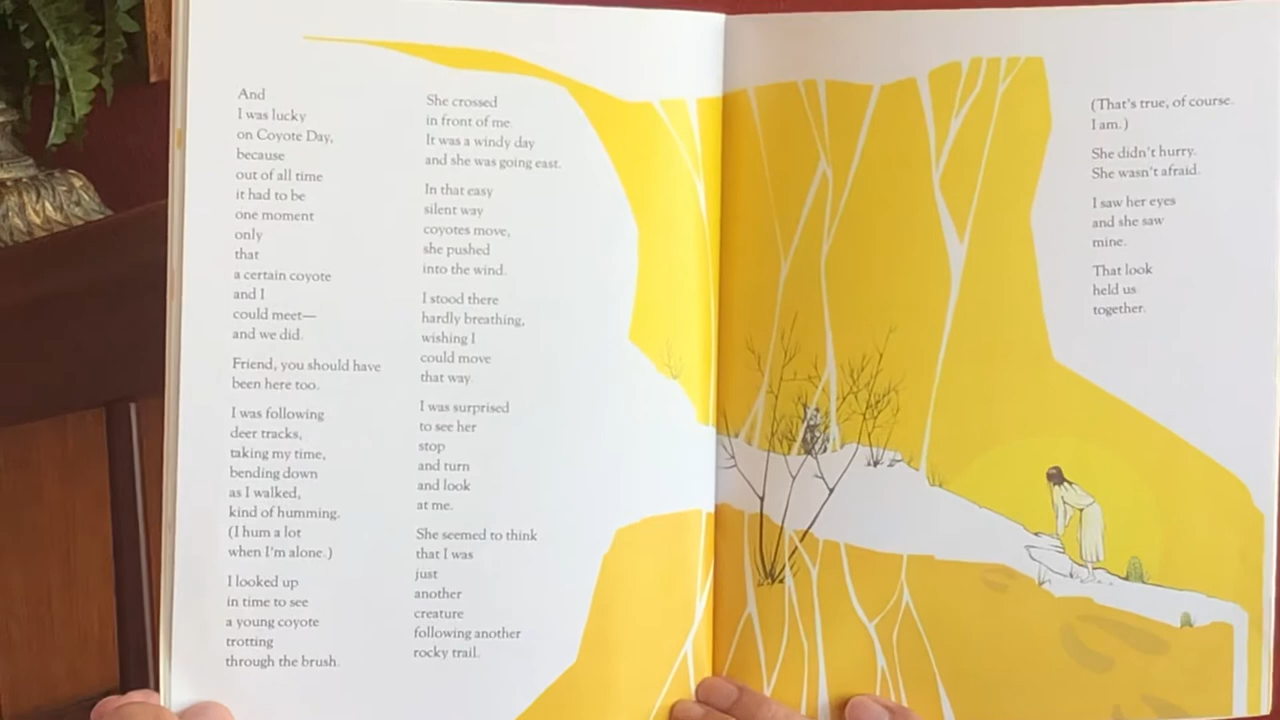 And
I was lucky
on Coyote Day,
because
out of all time
it had to be
one moment
only
that
a certain coyote
and I
could meet—
and we did.
Friend, you should have
been here too.
I was following
deer tracks,
taking my time,
bending down
as I walked,
kind of humming.
(I hum a lot
when I'm alone.)
I looked up
in time to see
a young coyote
trotting
through the brush.
She crossed
in front of me.
It was a windy day
and she was going east.
In that easy
silent way
coyotes move,
she pushed
into the wind.
I stood there
hardly breathing,
wishing I
could move
that way.
I was surprised
to see her
stop
and turn
and look
at me.
She seemed to think
that I was
just
another
creature
following another
rocky trail.
(That's true, of course.
I am.)
She didn't hurry.
She wasn't afraid.
I saw her eyes
and she saw
mine.
That look
held us
together.